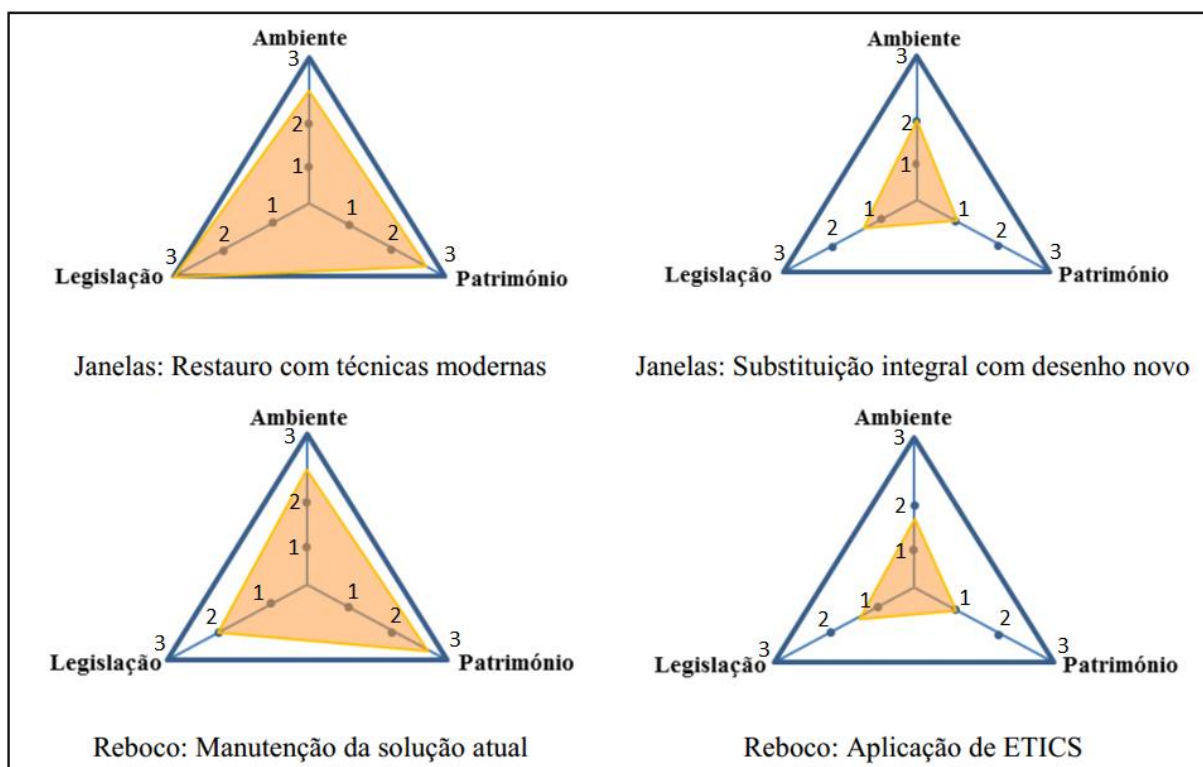 Ambiente
3
2
1
1
1
2
2
3
3
Legislação
Património
Janelas: Restauro com técnicas modernas
Ambiente
3
2
1
1
1
2
2
3
3
Legislação
Património
Janelas: Substituição integral com desenho novo
Ambiente
3
2
1
1
1
2
2
3
3
Legislação
Património
Reboco: Manutenção da solução atual
Ambiente
3
2
1
1
1
2
2
3
3
Legislação
Património
Reboco: Aplicação de ETICS